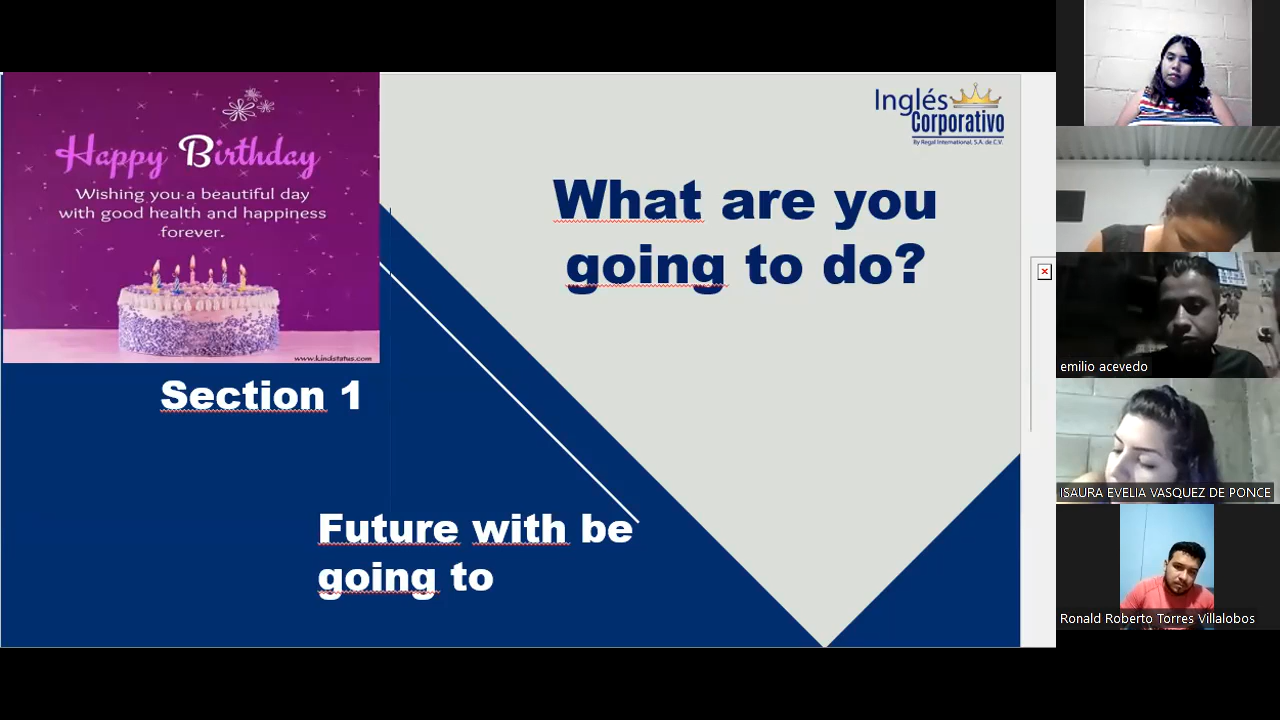 Happy Birthday
Wishing you a beautiful day
with good health and happiness
forever.
www.kindstatus.com
Inglés
Corporativo
By Regal International, S.A. de C.V.
What are you
going to do?
Section 1
Future with be
going to
emilio acevedo
ISAURA EVELIA VASQUEZ DE PONCE
Ronald Roberto Torres Villalobos